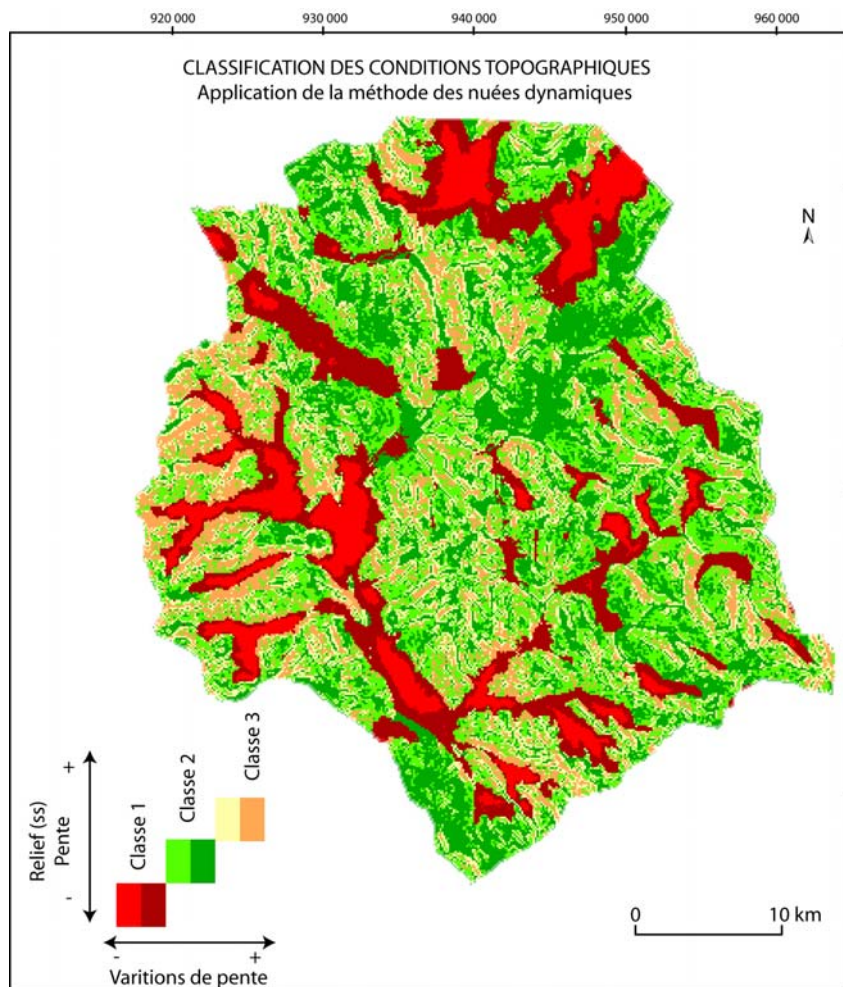 920 000 930 000 940 000 950 000 960 000
CLASSIFICATION DES CONDITIONS TOPOGRAPHIQUES
Application de la méthode des nuées dynamiques
N
+
-
Relief (ss)
Pente
Classe 1
Classe 2
Classe 3
- +
Varitions de pente
0 10 km